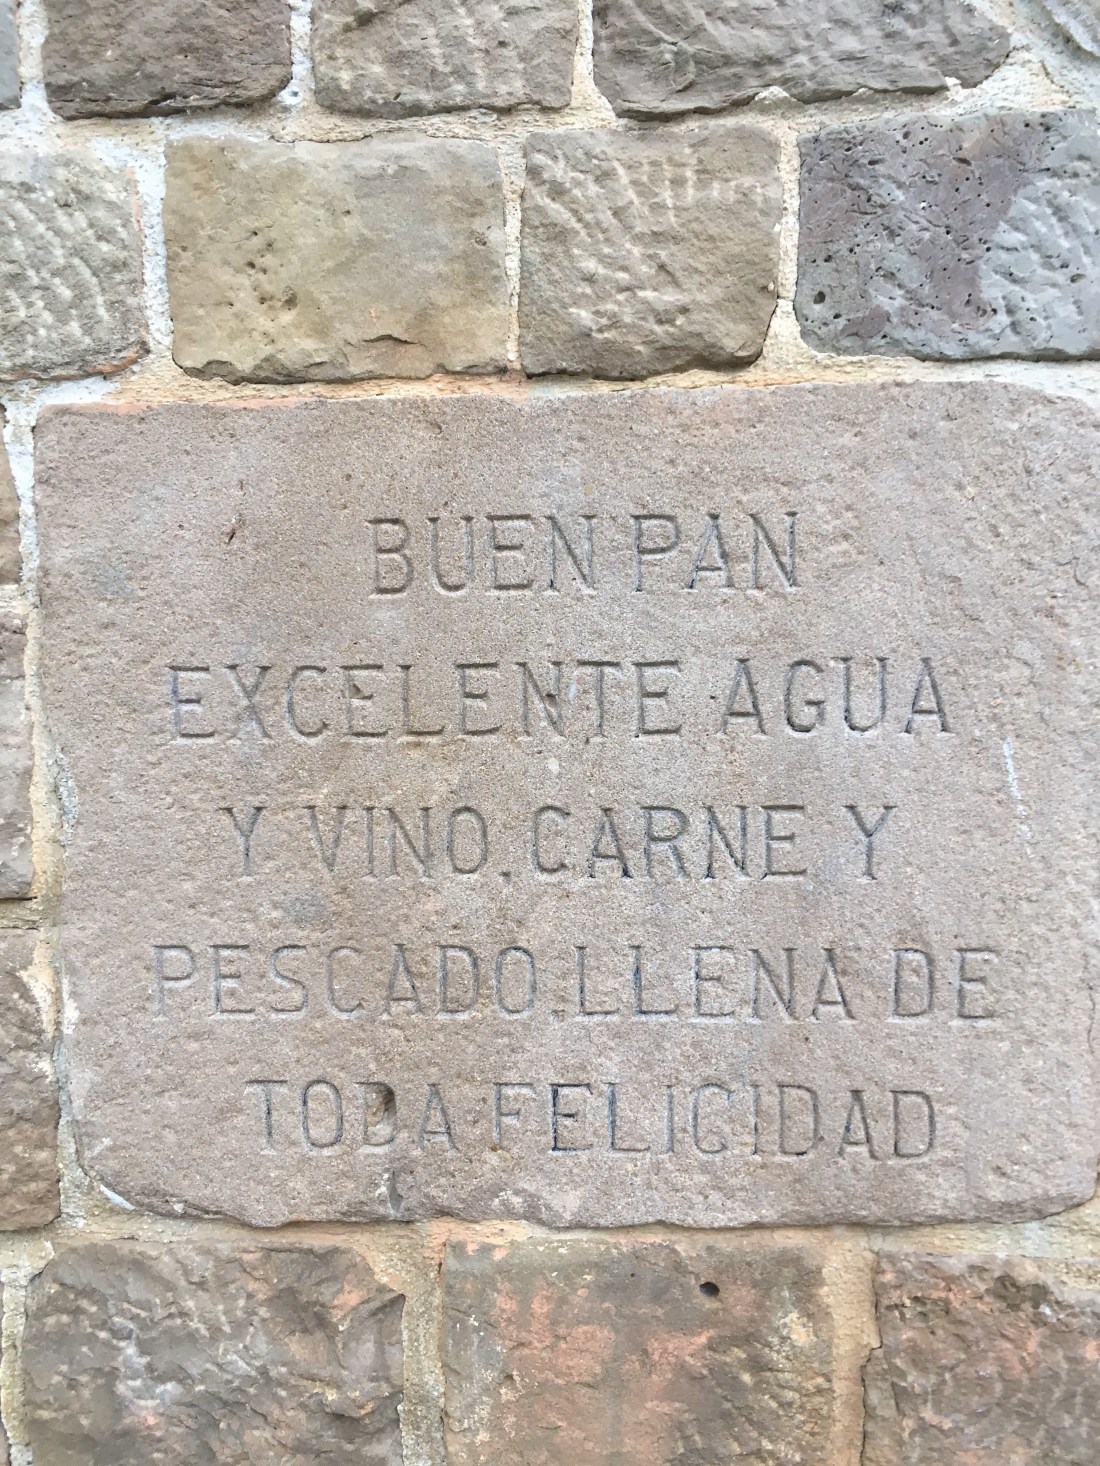 BUEN PAN
EXCELENTE AGUA
Y VINO, CARNE Y
PESCADO, LLENA DE
TODA FELICIDAD